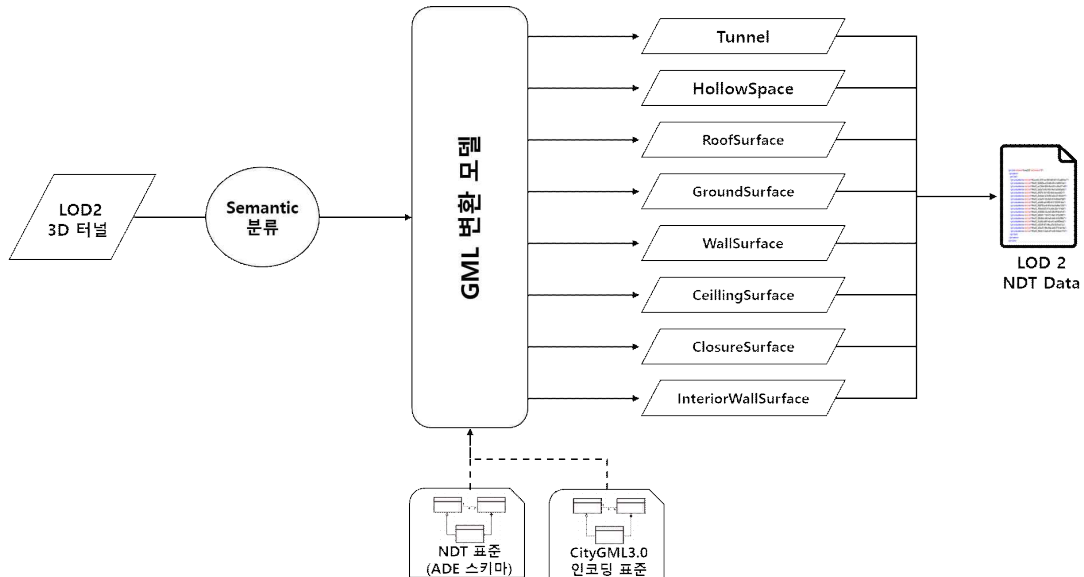 LOD2
3D 터널
Semantic
분류
GML 변환 모델
Tunnel
HollowSpace
RoofSurface
GroundSurface
WallSurface
CeillingSurface
ClosureSurface
InteriorWallSurface
LOD 2
NDT Data
NDT 표준
(ADE 스키마)
CityGML3.0
인코딩 표준